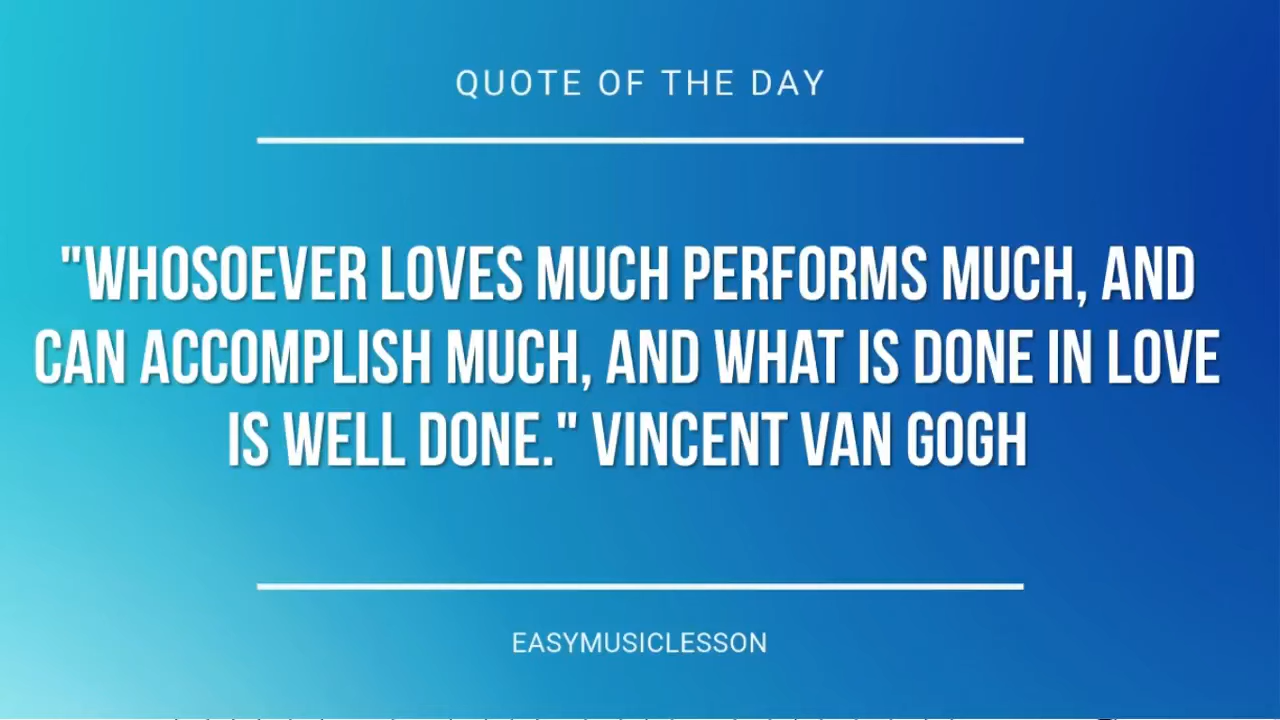 QUOTE OF THE DAY
"WHOSOEVER LOVES MUCH PERFORMS MUCH, AND
CAN ACCOMPLISH MUCH, AND WHAT IS DONE IN LOVE
IS WELL DONE." VINCENT VAN GOGH
EASYMUSICLESSON